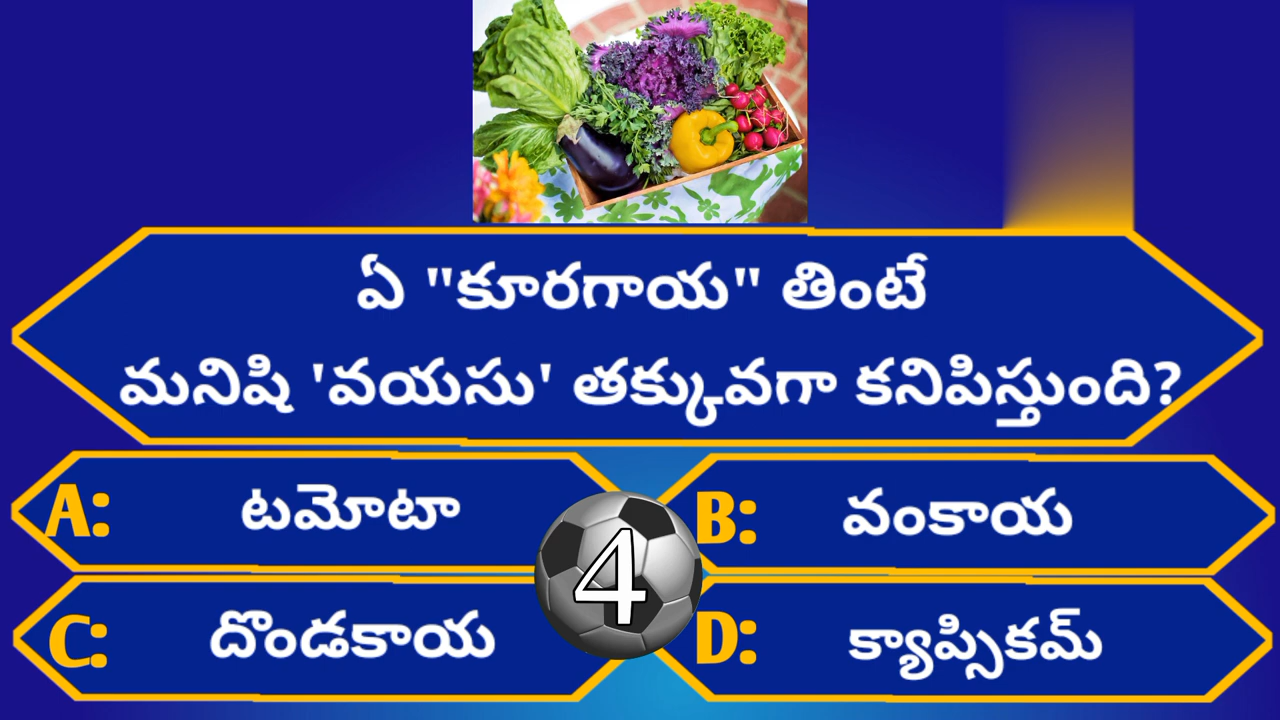 ఏ "కూరగాయ" తింటే
మనిషి 'వయసు' తక్కువగా కనిపిస్తుంది?
A: టమోటా
B: వంకాయ
4
C: దొండకాయ
D: క్యాప్సికమ్